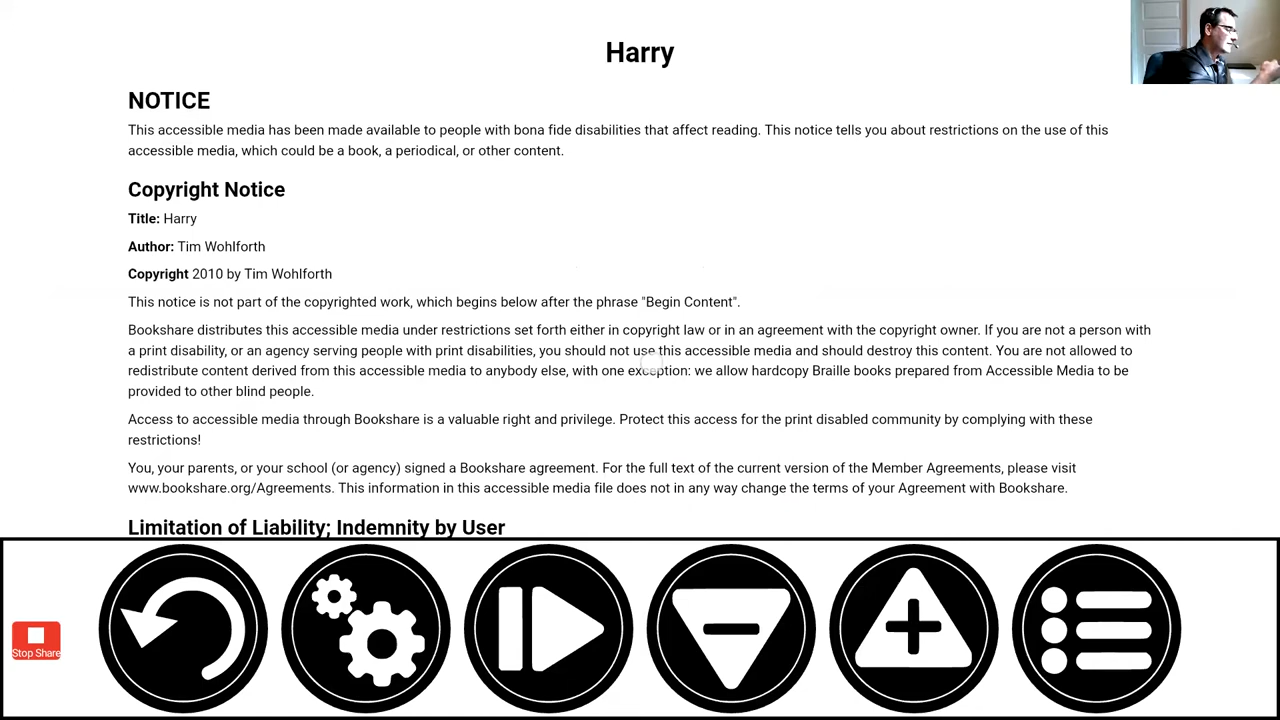 Harry
NOTICE
This accessible media has been made available to people with bona fide disabilities that affect reading. This notice tells you about restrictions on the use of this
accessible media, which could be a book, a periodical, or other content.
Copyright Notice
Title: Harry
Author: Tim Wohlforth
Copyright 2010 by Tim Wohlforth
This notice is not part of the copyrighted work, which begins below after the phrase "Begin Content".
Bookshare distributes this accessible media under restrictions set forth either in copyright law or in an agreement with the copyright owner. If you are not a person with
a print disability, or an agency serving people with print disabilities, you should not use this accessible media and should destroy this content. You are not allowed to
redistribute content derived from this accessible media to anybody else, with one exception: we allow hardcopy Braille books prepared from Accessible Media to be
provided to other blind people.
Access to accessible media through Bookshare is a valuable right and privilege. Protect this access for the print disabled community by complying with these
restrictions!
You, your parents, or your school (or agency) signed a Bookshare agreement. For the full text of the current version of the Member Agreements, please visit
www.bookshare.org/Agreements. This information in this accessible media file does not in any way change the terms of your Agreement with Bookshare.
Limitation of Liability; Indemnity by User
Stop Share